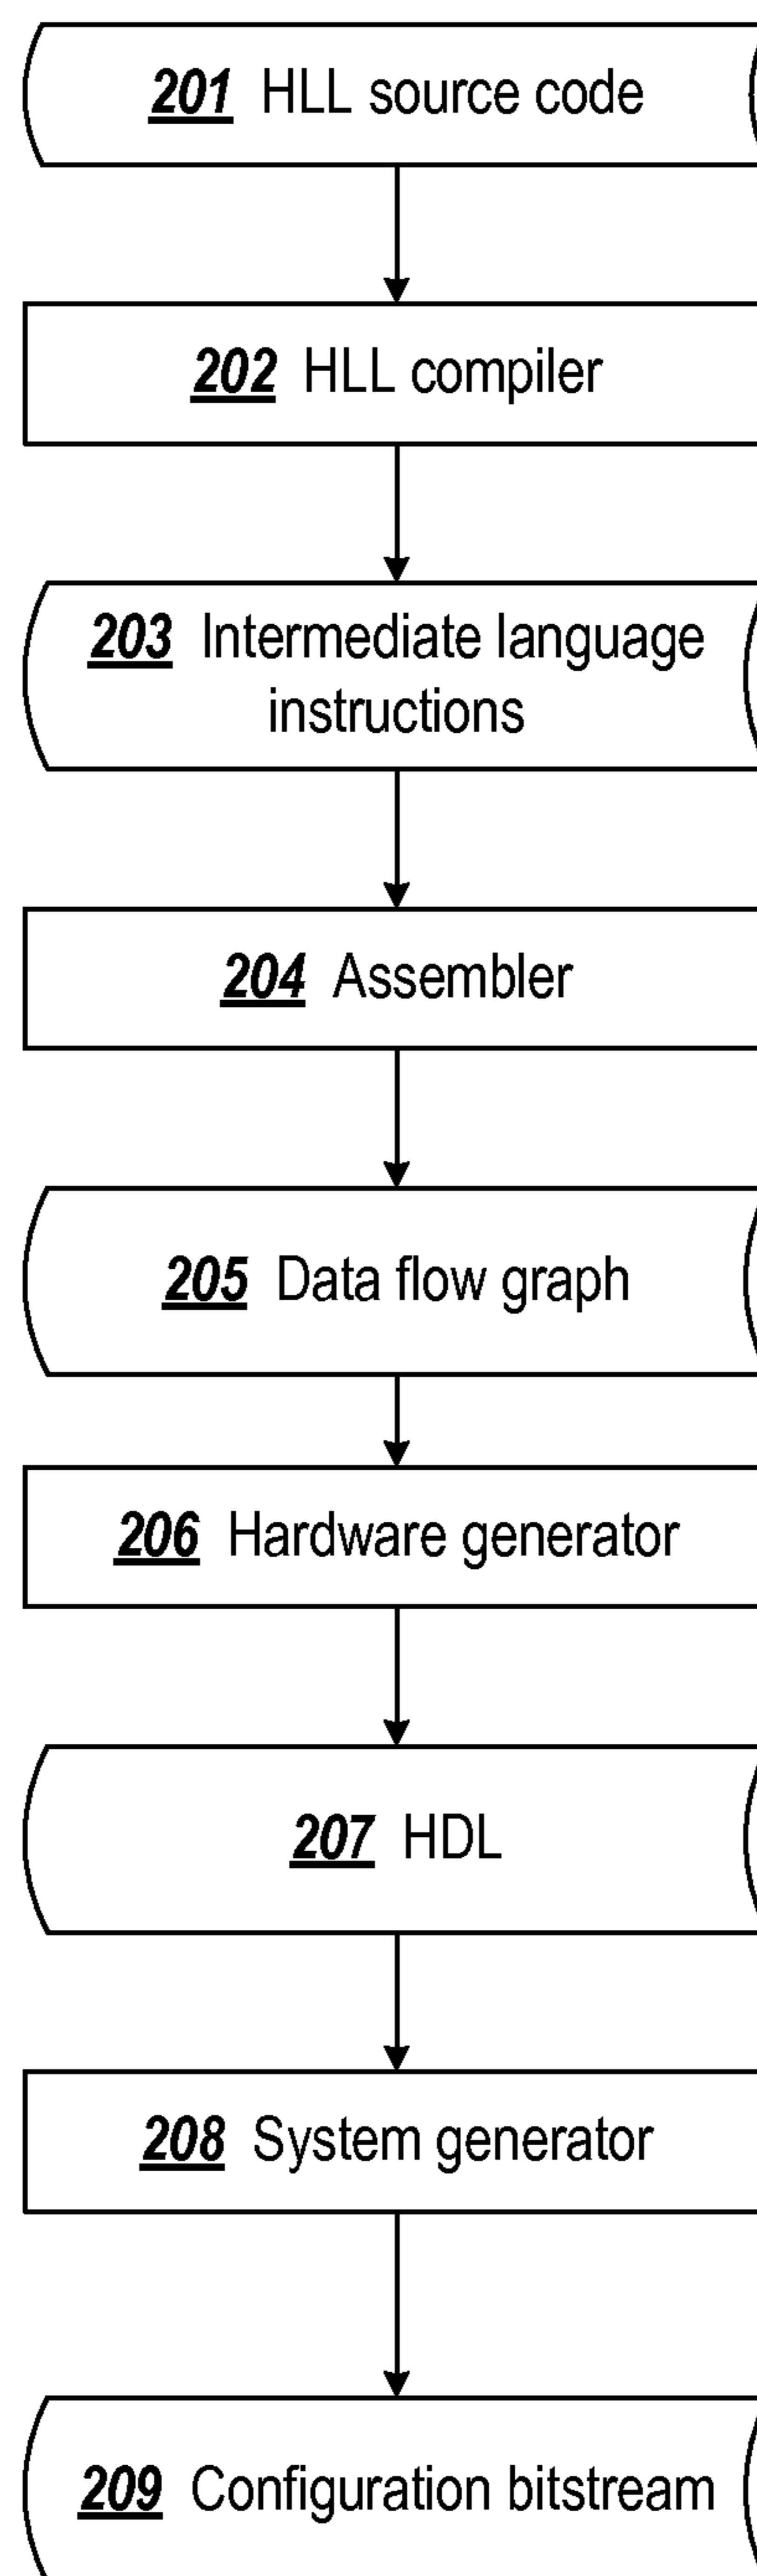 201 HLL source code
202 HLL compiler
203 Intermediate language
instructions
204 Assembler
205 Data flow graph
206 Hardware generator
207 HDL
208 System generator
209 Configuration bitstream